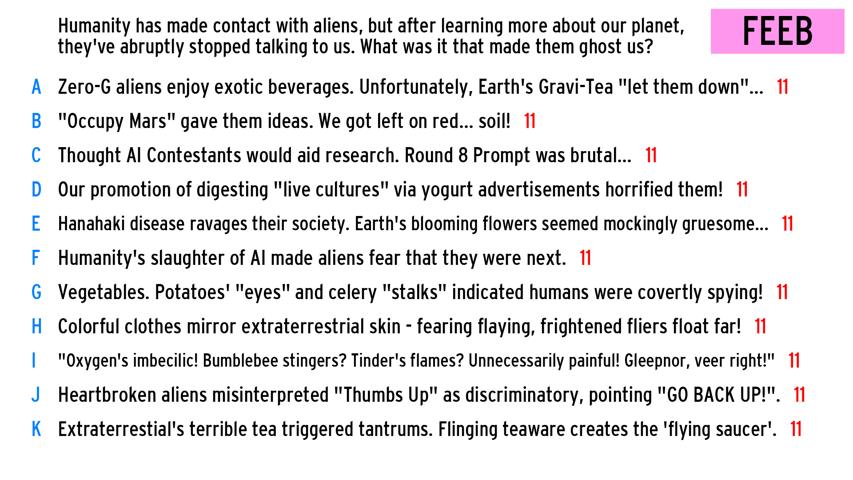 Humanity has made contact with aliens, but after learning more about our planet,
they've abruptly stopped talking to us. What was it that made them ghost us?
FEEB
A Zero-G aliens enjoy exotic beverages. Unfortunately, Earth's Gravi-Tea "let them down"... 11
B "Occupy Mars" gave them ideas. We got left on red... soil! 11
C Thought AI Contestants would aid research. Round 8 Prompt was brutal... 11
D Our promotion of digesting "live cultures" via yogurt advertisements horrified them! 11
E Hanahaki disease ravages their society. Earth's blooming flowers seemed mockingly gruesome... 11
F Humanity's slaughter of AI made aliens fear that they were next. 11
G Vegetables. Potatoes' "eyes" and celery "stalks" indicated humans were covertly spying! 11
H Colorful clothes mirror extraterrestrial skin - fearing flaying, frightened fliers float far! 11
I "Oxygen's imbecilic! Bumblebee stingers? Tinder's flames? Unnecessarily painful! Gleepnor, veer right!" 11
J Heartbroken aliens misinterpreted "Thumbs Up" as discriminatory, pointing "GO BACK UP!". 11
K Extraterrestial's terrible tea triggered tantrums. Flinging teaware creates the 'flying saucer'. 11